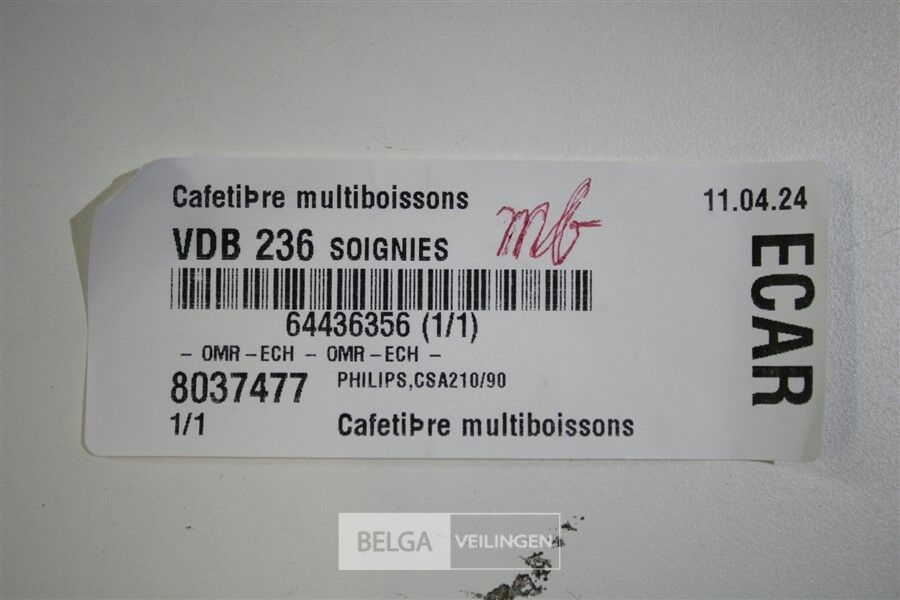 CafetiÞre multiboissons
11.04.24
VDB 236 SOIGNIES
mb
ECAR
64436356 (1/1)
- OMR-ECH - OMR-ECH -
8037477 PHILIPS,CSA210/90
1/1 CafetiÞre multiboissons
BELGA VEILINGEN